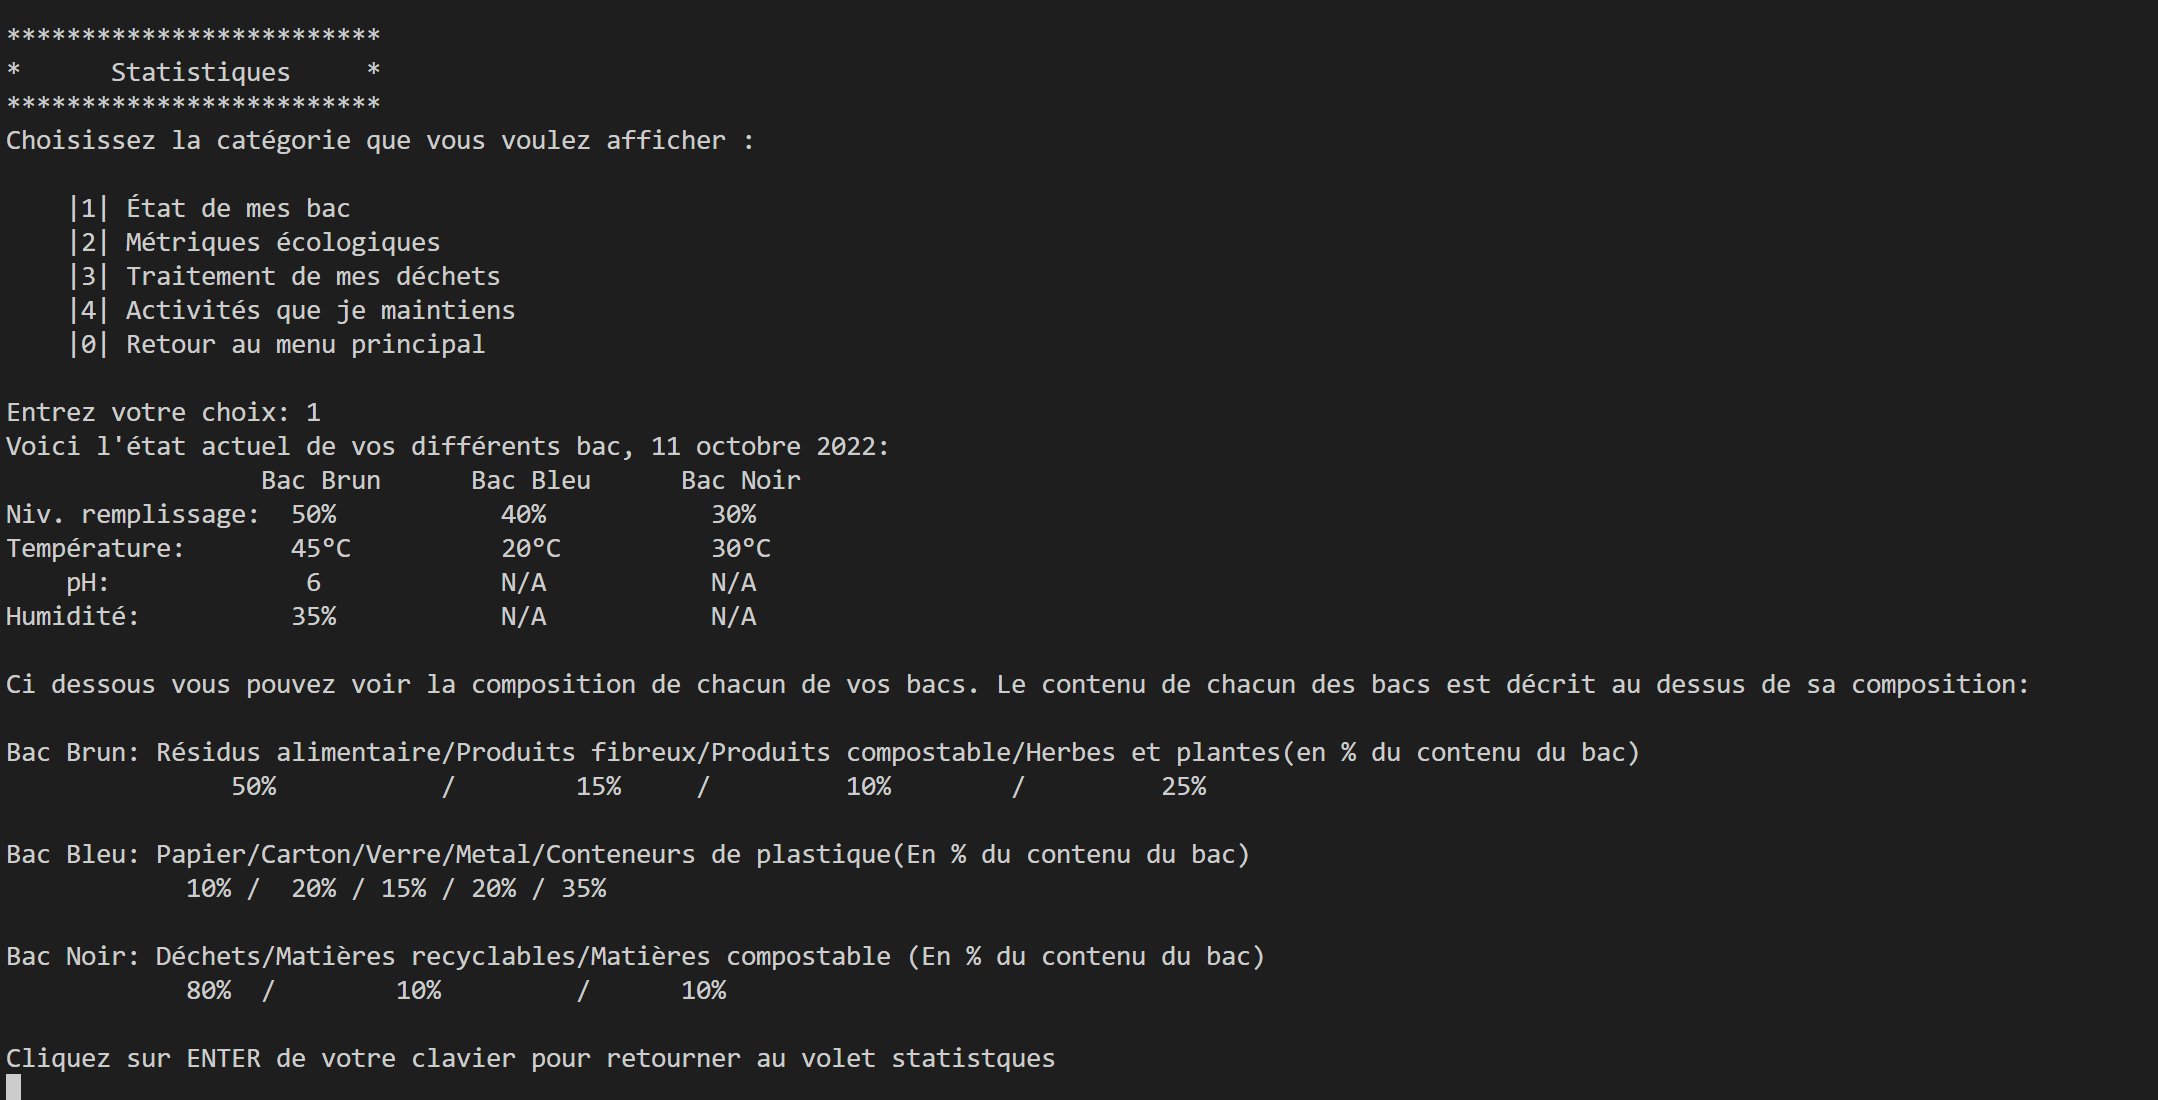 *************************
*      Statistiques     *
*************************
Choisissez la catégorie que vous voulez afficher :
|1| État de mes bac
|2| Métriques écologiques
|3| Traitement de mes déchets
|4| Activités que je maintiens
|0| Retour au menu principal
Entrez votre choix: 1
Voici l'état actuel de vos différents bac, 11 octobre 2022:
Bac Brun      Bac Bleu      Bac Noir
Niv. remplissage:  50%           40%           30%
Température:       45°C          20°C          30°C
pH:             6            N/A           N/A
Humidité:          35%           N/A           N/A
Ci dessous vous pouvez voir la composition de chacun de vos bacs. Le contenu de chacun des bacs est décrit au dessus de sa composition:
Bac Brun: Résidus alimentaire/Produits fibreux/Produits compostable/Herbes et plantes(en % du contenu du bac)
50%           /        15%     /         10%        /         25%
Bac Bleu: Papier/Carton/Verre/Metal/Conteneurs de plastique(En % du contenu du bac)
10% /  20% / 15% / 20% / 35%
Bac Noir: Déchets/Matières recyclables/Matières compostable (En % du contenu du bac)
80%  /        10%         /      10%
Cliquez sur ENTER de votre clavier pour retourner au volet statistques